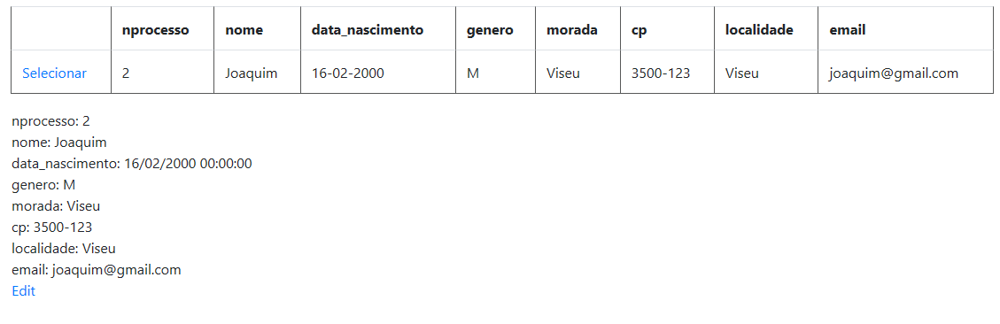 nprocesso nome data_nascimento genero morada cp localidade email
Selecionar 2 Joaquim 16-02-2000 M Viseu 3500-123 Viseu joaquim@gmail.com
nprocesso: 2
nome: Joaquim
data_nascimento: 16/02/2000 00:00:00
genero: M
morada: Viseu
cp: 3500-123
localidade: Viseu
email: joaquim@gmail.com
Edit